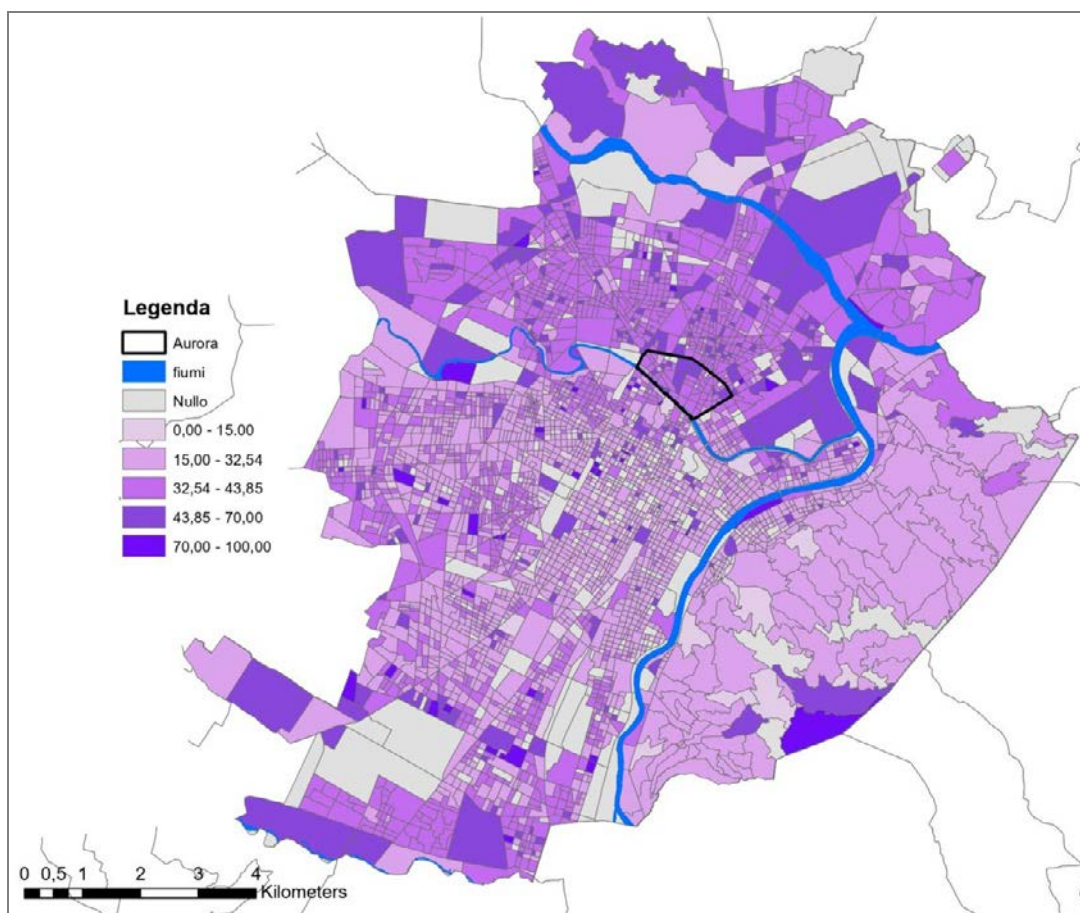 Legenda
Aurora
fiumi
Nullo
0,00 - 15.00
15,00 - 32,54
32,54 - 43,85
43,85 - 70,00
70,00 - 100,00
0 0,5 1 2 3 4
Kilometers